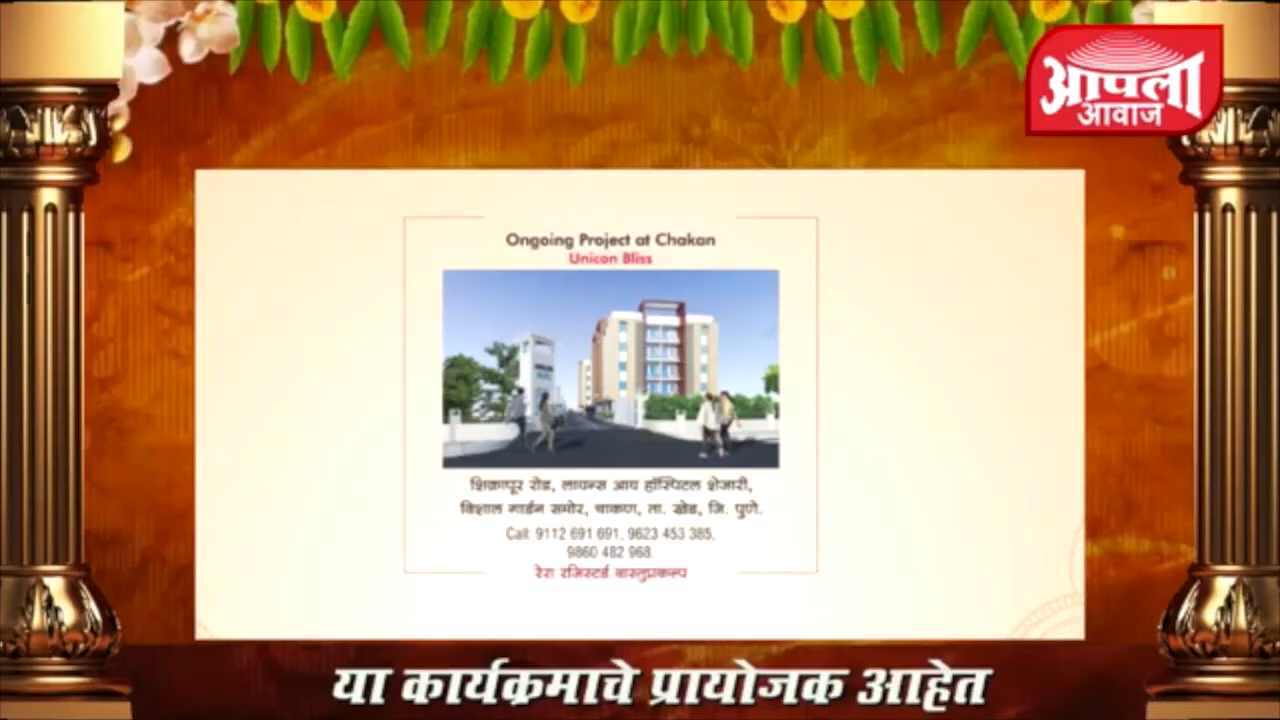 आपला
आवाज
Ongoing Project at Chakan
Unicon Bliss
शिक्रापूर रोड, लायन्स आय हॉस्पिटल शेजारी,
विशाल गार्डन समोर, चाकण, ता. खेड, जि. पुणे.
Call: 9112 691 691, 9623 453 385,
9860 482 968.
रेरा रजिस्टर्ड वास्तुप्रकल्प
या कार्यक्रमाचे प्रायोजक आहेत